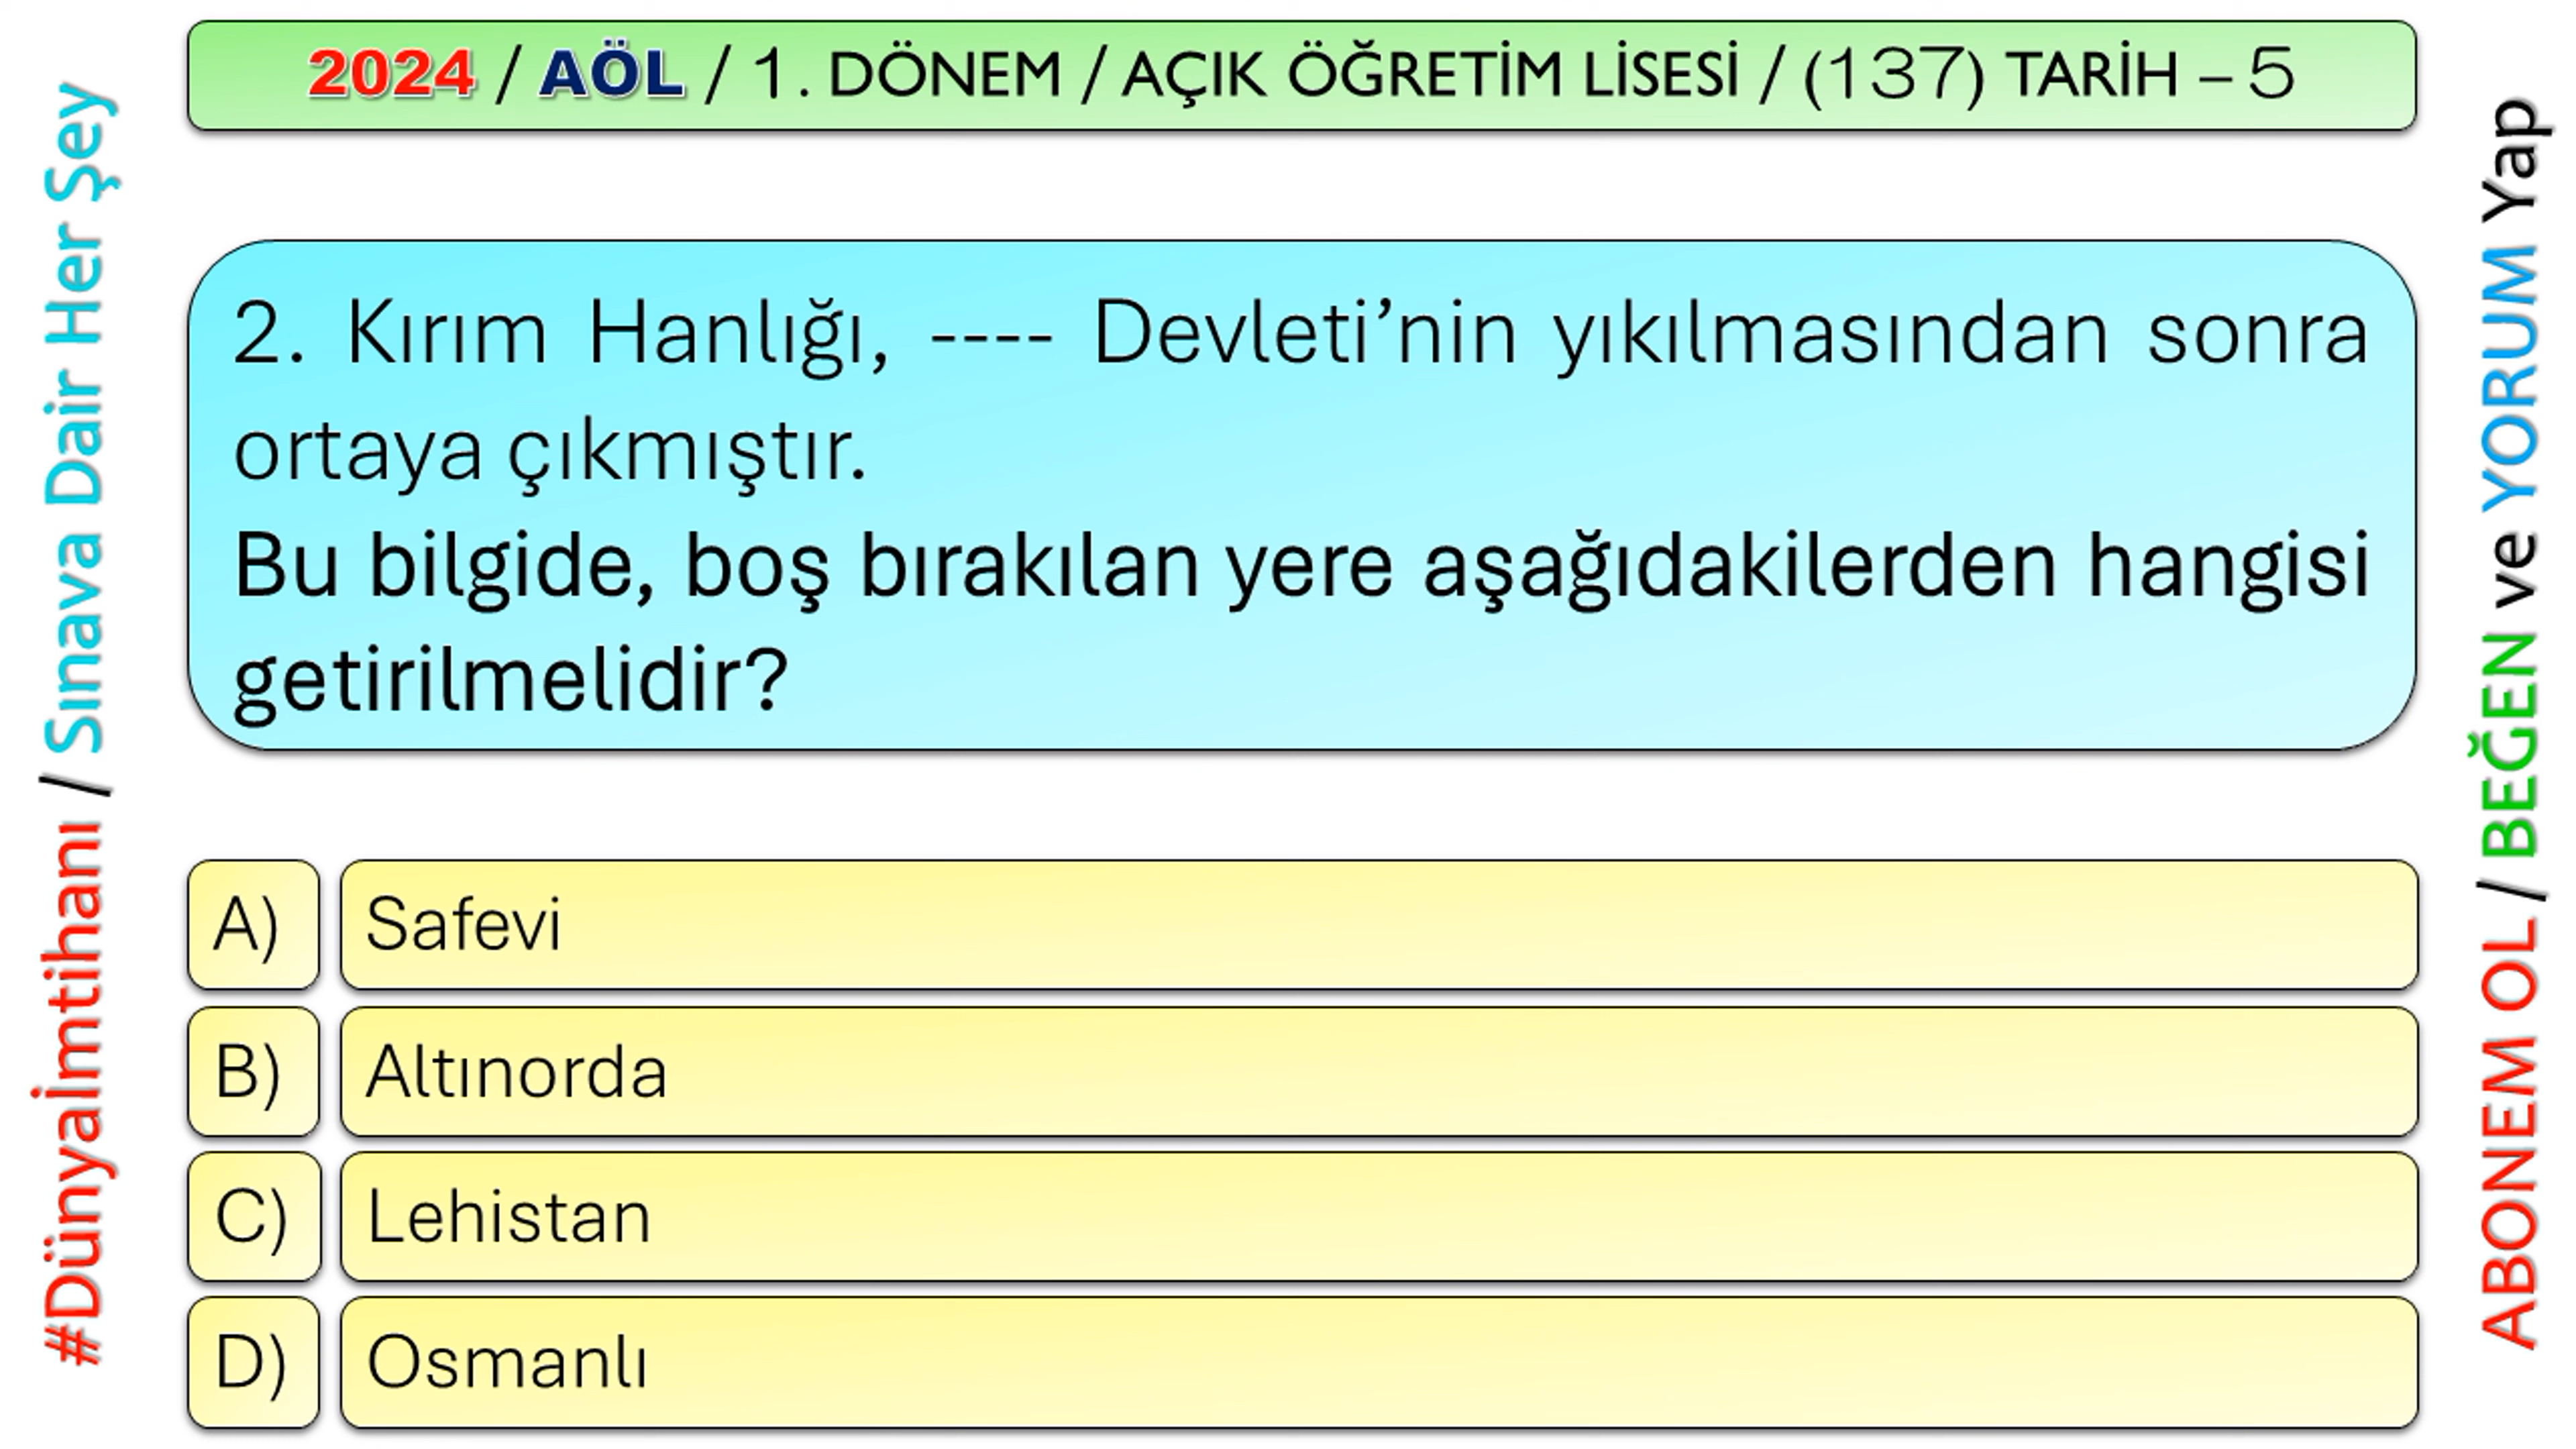 2024 / AÖL / 1. DÖNEM / AÇIK ÖĞRETİM LİSESİ / (137) TARİH – 5
#Dünyaİmtihanı / Sınava Dair Her Şey
2. Kırım Hanlığı, ---- Devleti’nin yıkılmasından sonra
ortaya çıkmıştır.
Bu bilgide, boş bırakılan yere aşağıdakilerden hangisi
getirilmelidir?
A) Safevi
B) Altınorda
C) Lehistan
D) Osmanlı
ABONEM OL / BEĞEN ve YORUM Yap